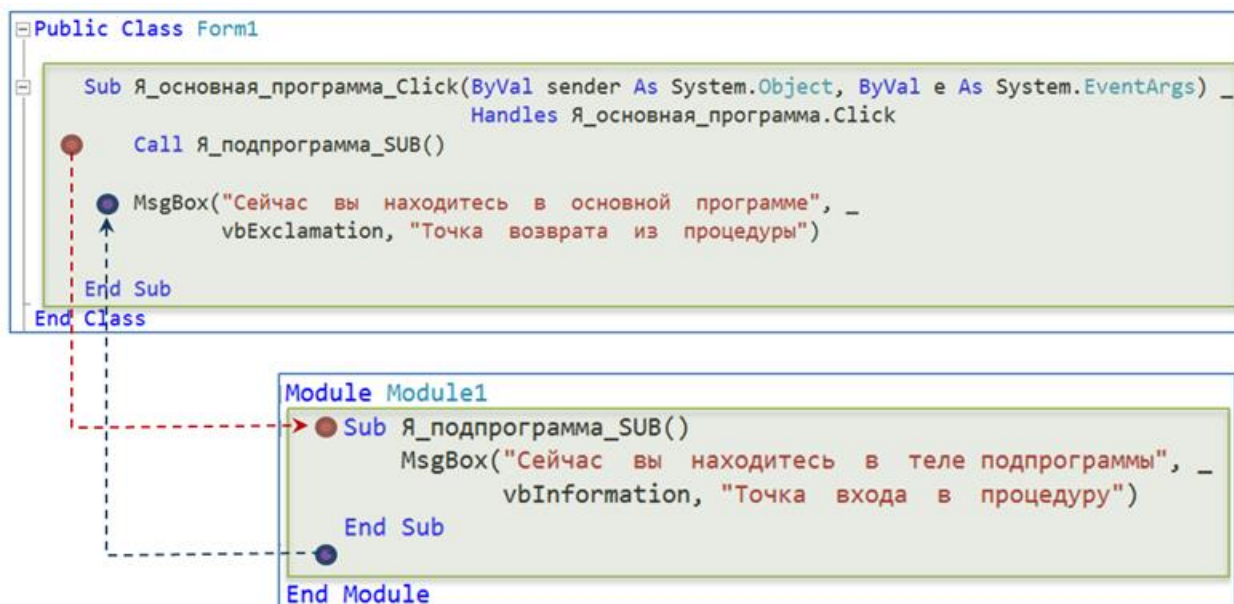 Public Class Form1
Sub Я_основная_программа_Click(ByVal sender As System.Object, ByVal e As System.EventArgs) _
Handles Я_основная_программа.Click
Call Я_подпрограмма_SUB()
MsgBox("Сейчас вы находитесь в основной программе", _
vbExclamation, "Точка возврата из процедуры")
End Sub
End Class
Module Module1
Sub Я_подпрограмма_SUB()
MsgBox("Сейчас вы находитесь в теле подпрограммы", _
vbInformation, "Точка входа в процедуру")
End Sub
End Module